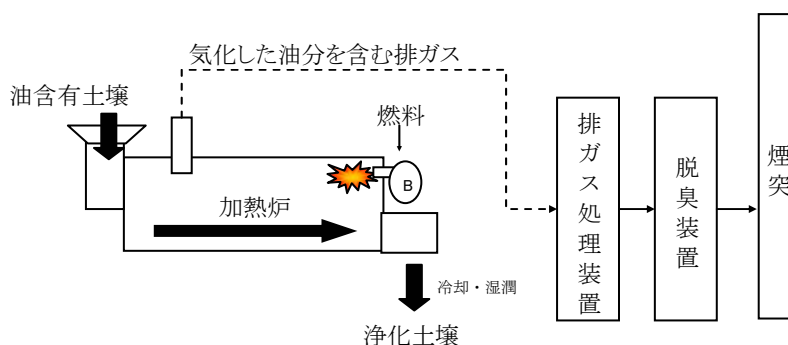 気化した油分を含む排ガス
油含有土壌
燃料
B
加熱炉
冷却・湿潤
浄化土壌
排ガス処理装置
脱臭装置
煙突